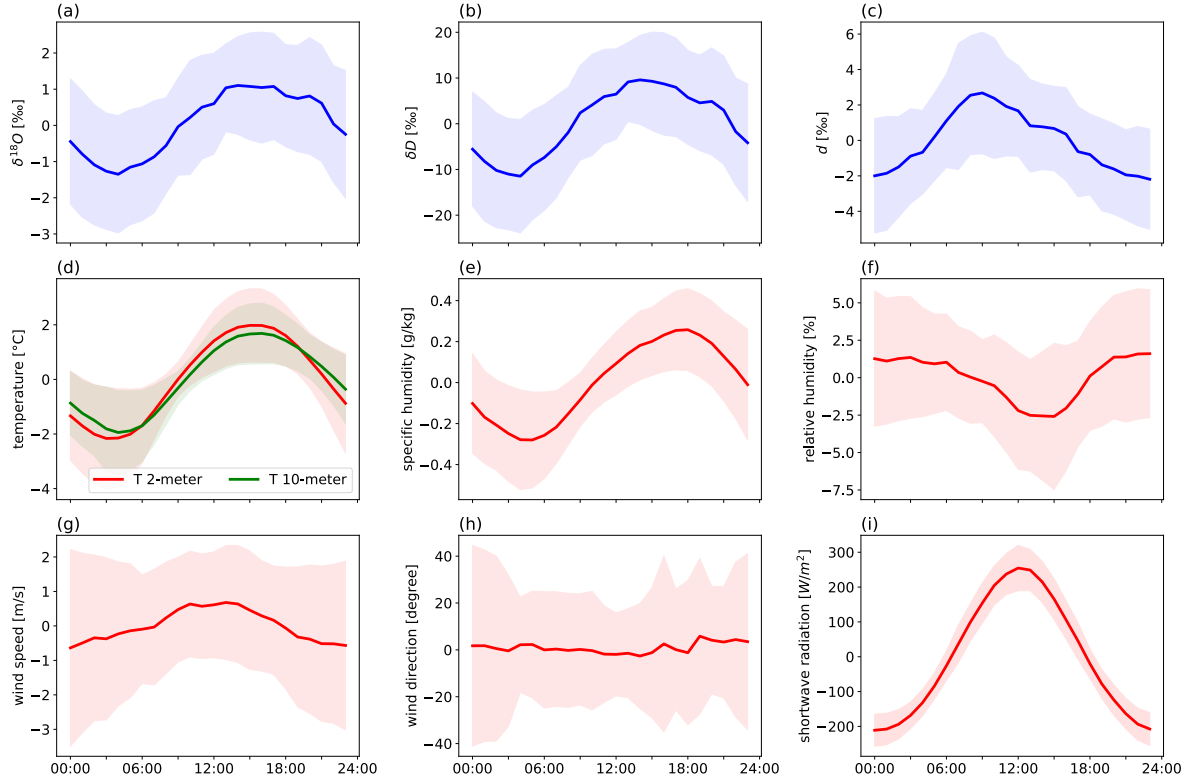 (a)
(b)
(c)
δ¹⁸O [‰]
2
1
0
−1
−2
−3
δD [‰]
20
10
0
−10
−20
d [‰]
6
4
2
0
−2
−4
(d)
(e)
(f)
temperature [°C]
2
0
−2
−4
T 2-meter
T 10-meter
specific humidity [g/kg]
0.4
0.2
0.0
−0.2
−0.4
relative humidity [%]
5.0
2.5
0.0
−2.5
−5.0
−7.5
(g)
(h)
(i)
wind speed [m/s]
2
1
0
−1
−2
−3
wind direction [degree]
40
20
0
−20
−40
shortwave radiation [W/m²]
300
200
100
0
−100
−200
00:00 06:00 12:00 18:00 24:00
00:00 06:00 12:00 18:00 24:00
00:00 06:00 12:00 18:00 24:00